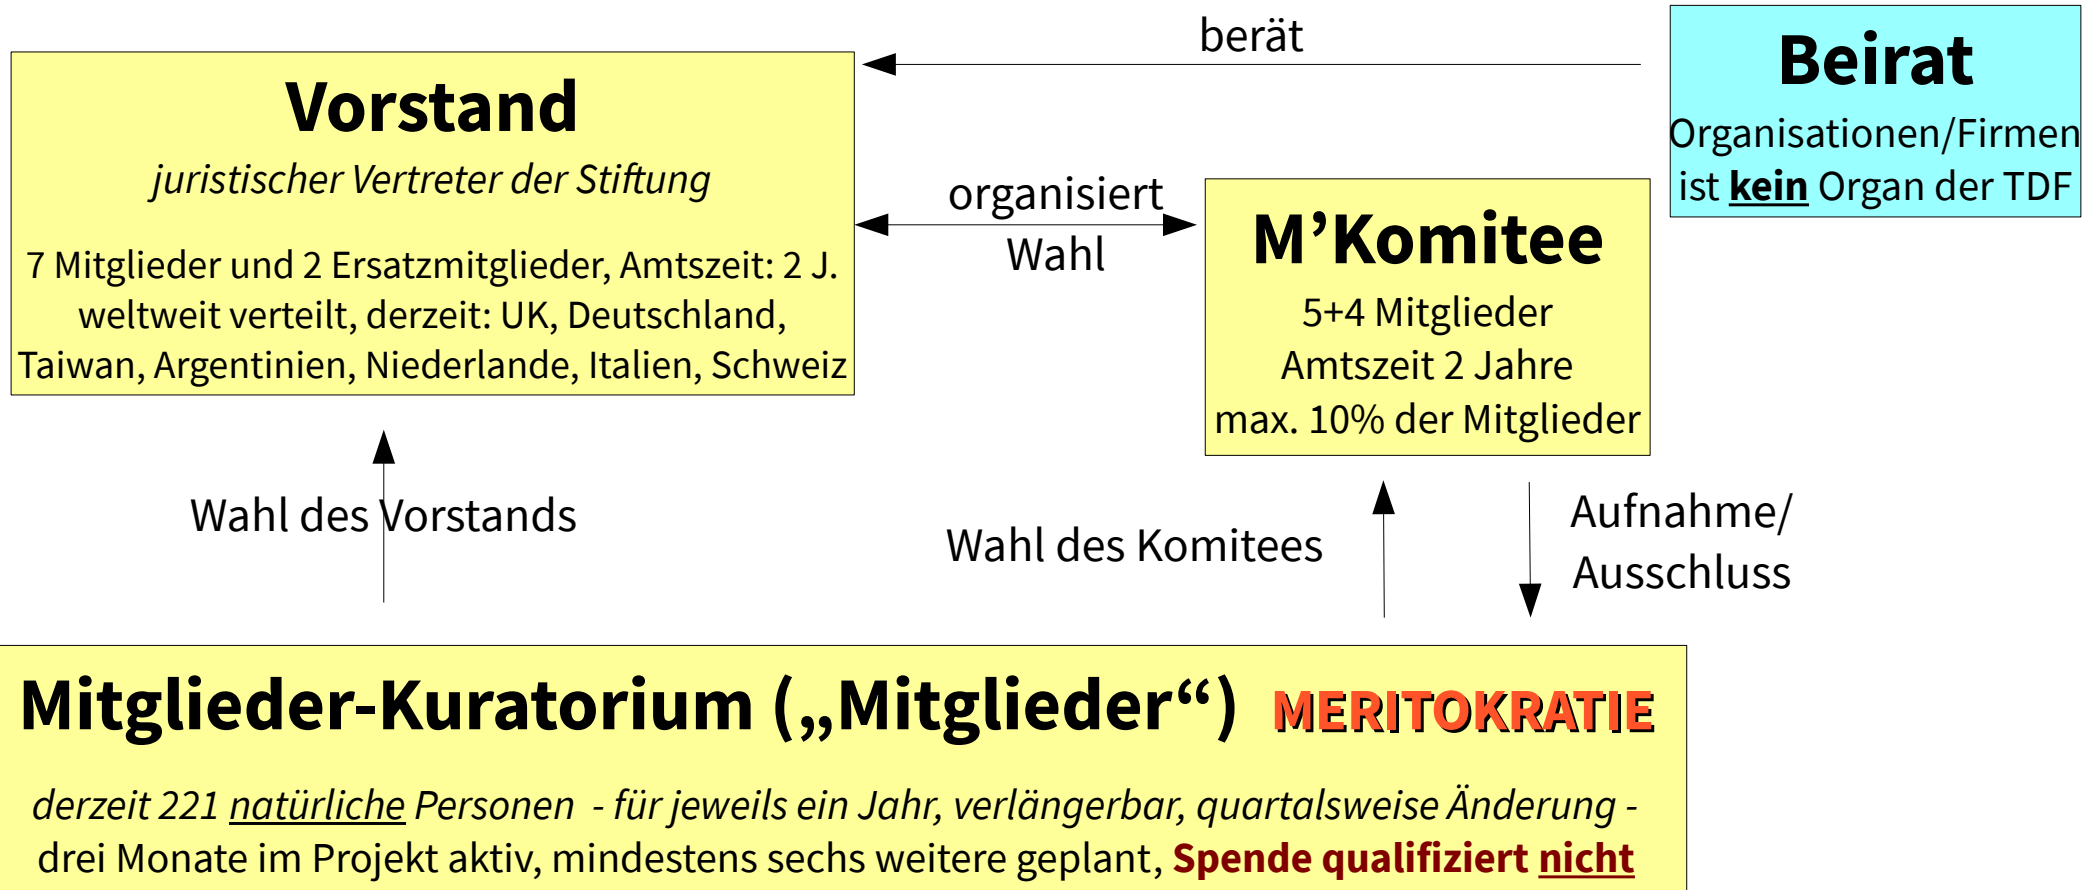 berät
Beirat
Organisationen/Firmen
ist kein Organ der TDF
Vorstand
juristischer Vertreter der Stiftung
7 Mitglieder und 2 Ersatzmitglieder, Amtszeit: 2 J.
weltweit verteilt, derzeit: UK, Deutschland,
Taiwan, Argentinien, Niederlande, Italien, Schweiz
organisiert
Wahl
M’Komitee
5+4 Mitglieder
Amtszeit 2 Jahre
max. 10% der Mitglieder
Wahl des Vorstands
Wahl des Komitees
Aufnahme/
Ausschluss
Mitglieder-Kuratorium („Mitglieder“) MERITOKRATIE
derzeit 221 natürliche Personen - für jeweils ein Jahr, verlängerbar, quartalsweise Änderung -
drei Monate im Projekt aktiv, mindestens sechs weitere geplant, Spende qualifiziert nicht